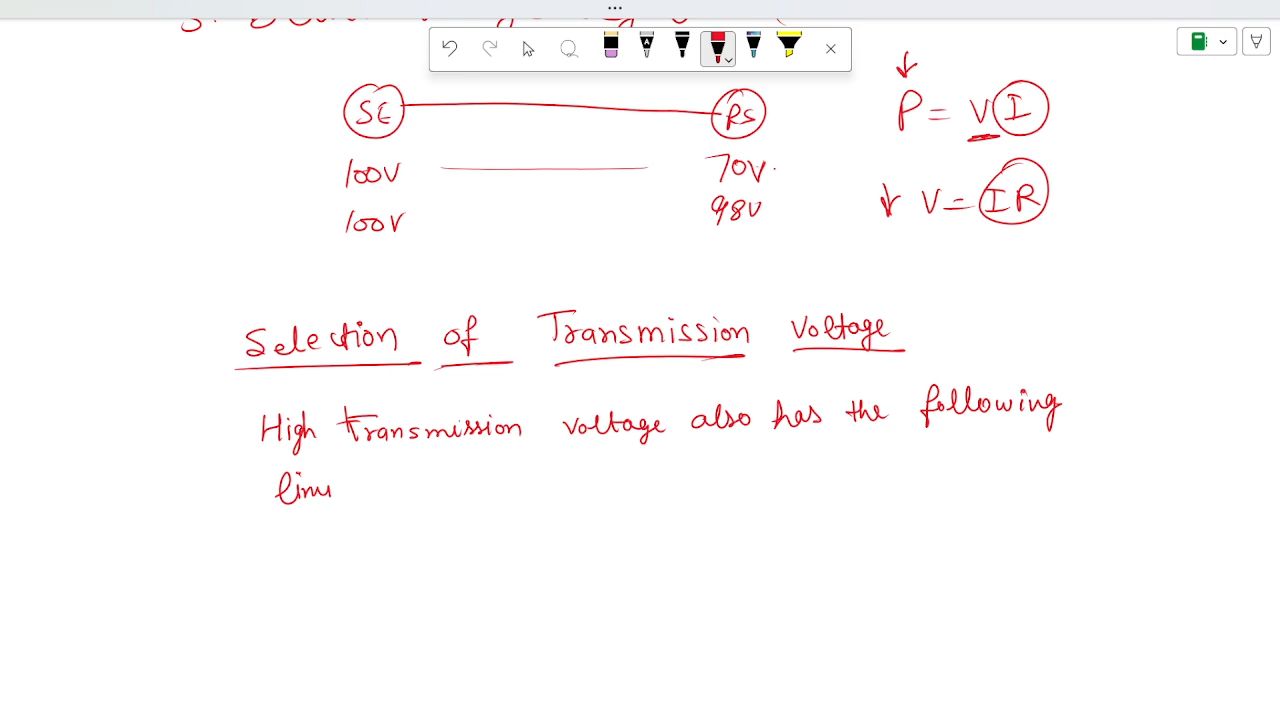 SE RS P = VI
100V 70V. V = IR
100V 98V
Selection of Transmission Voltage
High transmission voltage also has the following